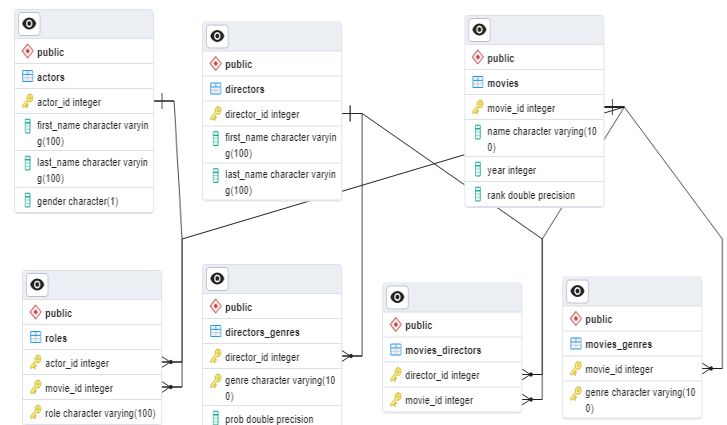 public
actors
actor_id integer
first_name character varyin
g(100)
last_name character varyin
g(100)
gender character(1)
public
directors
director_id integer
first_name character varyin
g(100)
last_name character varyin
g(100)
public
movies
movie_id integer
name character varying(10
0)
year integer
rank double precision
public
roles
actor_id integer
movie_id integer
role character varying(100)
public
directors_genres
director_id integer
genre character varying(10
0)
prob double precision
public
movies_directors
director_id integer
movie_id integer
public
movies_genres
movie_id integer
genre character varying(10
0)